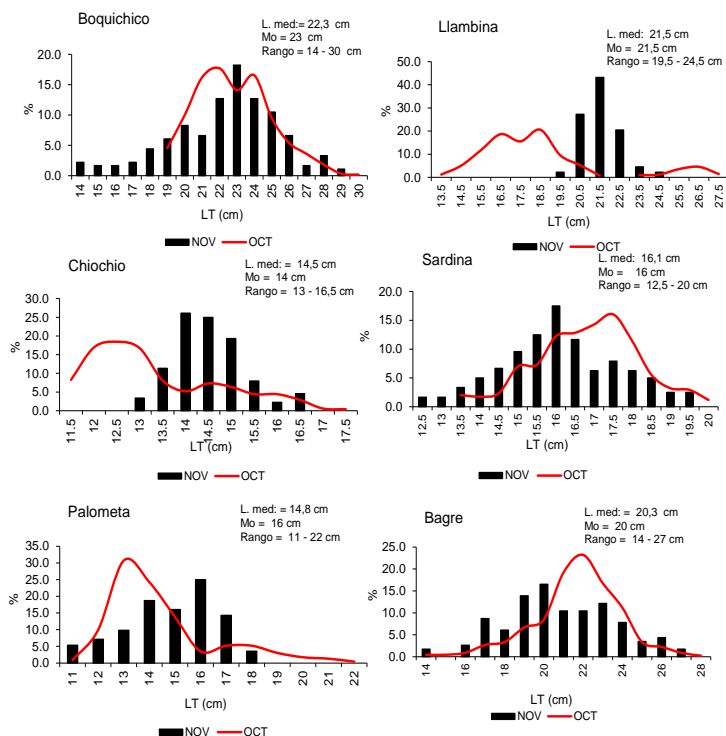 Boquichico
L. med:= 22,3 cm
Mo = 23 cm
Rango = 14 - 30 cm
20.0
15.0
10.0
5.0
0.0
%
14 15 16 17 18 19 20 21 22 23 24 25 26 27 28 29 30
LT (cm)
NOV OCT
Llambina
L. med: 21,5 cm
Mo = 21,5 cm
Rango = 19,5 - 24,5 cm
50.0
40.0
30.0
20.0
10.0
0.0
%
13.5 14.5 15.5 16.5 17.5 18.5 19.5 20.5 21.5 22.5 23.5 24.5 25.5 26.5 27.5
LT (cm)
NOV OCT
Chiochio
L. med: = 14,5 cm
Mo = 14 cm
Rango = 13 - 16,5 cm
30.0
25.0
20.0
15.0
10.0
5.0
0.0
%
11.5 12 12.5 13 13.5 14 14.5 15 15.5 16 16.5 17 17.5
LT (cm)
NOV OCT
Sardina
L. med: 16,1 cm
Mo = 16 cm
Rango = 12,5 - 20 cm
20.0
15.0
10.0
5.0
0.0
%
12.5 13 13.5 14 14.5 15 15.5 16 16.5 17 17.5 18 18.5 19 19.5 20
LT (cm)
NOV OCT
Palometa
L. med: = 14,8 cm
Mo = 16 cm
Rango = 11 - 22 cm
35.0
30.0
25.0
20.0
15.0
10.0
5.0
0.0
%
11 12 13 14 15 16 17 18 19 20 21 22
LT (cm)
NOV OCT
Bagre
L. med: = 20,3 cm
Mo = 20 cm
Rango = 14 - 27 cm
25.0
20.0
15.0
10.0
5.0
0.0
%
14 16 18 20 22 24 26 28
LT (cm)
NOV OCT